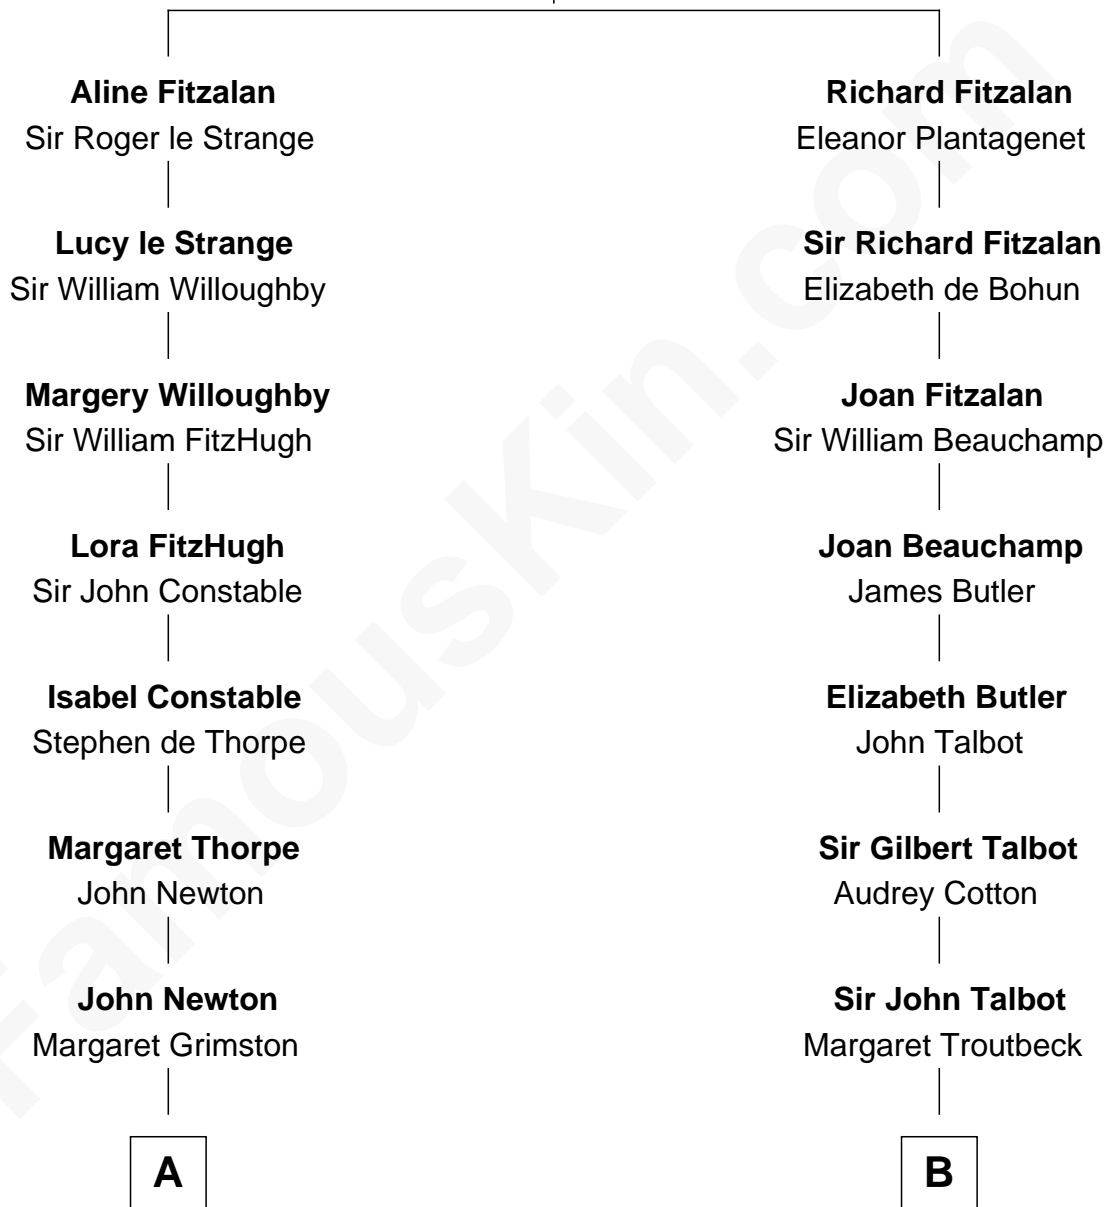 Aline Fitzalan
Sir Roger le Strange
Lucy le Strange
Sir William Willoughby
Margery Willoughby
Sir William FitzHugh
Lora FitzHugh
Sir John Constable
Isabel Constable
Stephen de Thorpe
Margaret Thorpe
John Newton
John Newton
Margaret Grimston
A
Richard Fitzalan
Eleanor Plantagenet
Sir Richard Fitzalan
Elizabeth de Bohun
Joan Fitzalan
Sir William Beauchamp
Joan Beauchamp
James Butler
Elizabeth Butler
John Talbot
Sir Gilbert Talbot
Audrey Cotton
Sir John Talbot
Margaret Troutbeck
B
FamousKin.com